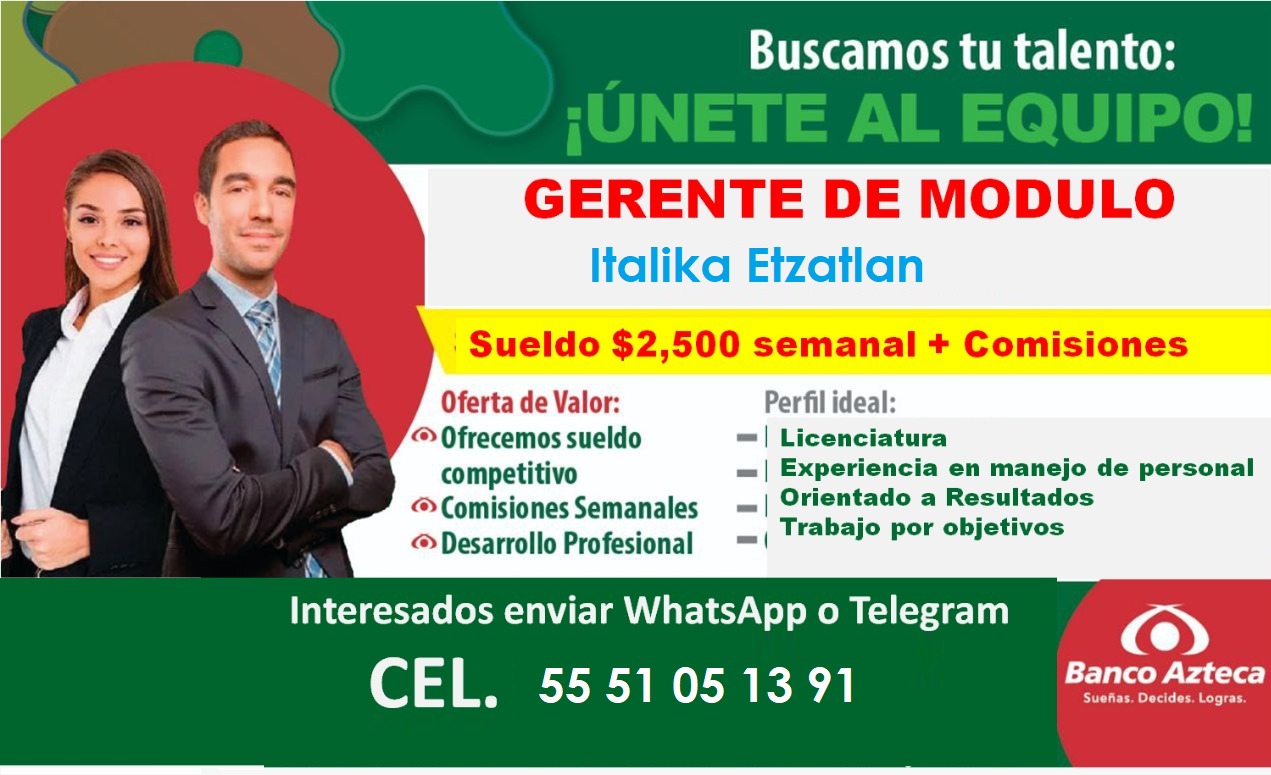 Buscamos tu talento:
¡ÚNETE AL EQUIPO!
GERENTE DE MODULO
Italika Etzatlan
Sueldo $2,500 semanal + Comisiones
Oferta de Valor:
Ofrecemos sueldo
competitivo
Comisiones Semanales
Desarrollo Profesional
Perfil ideal:
Licenciatura
Experiencia en manejo de personal
Orientado a Resultados
Trabajo por objetivos
Interesados enviar WhatsApp o Telegram
CEL. 55 51 05 13 91
Banco Azteca
Sueñas. Decides. Logras.